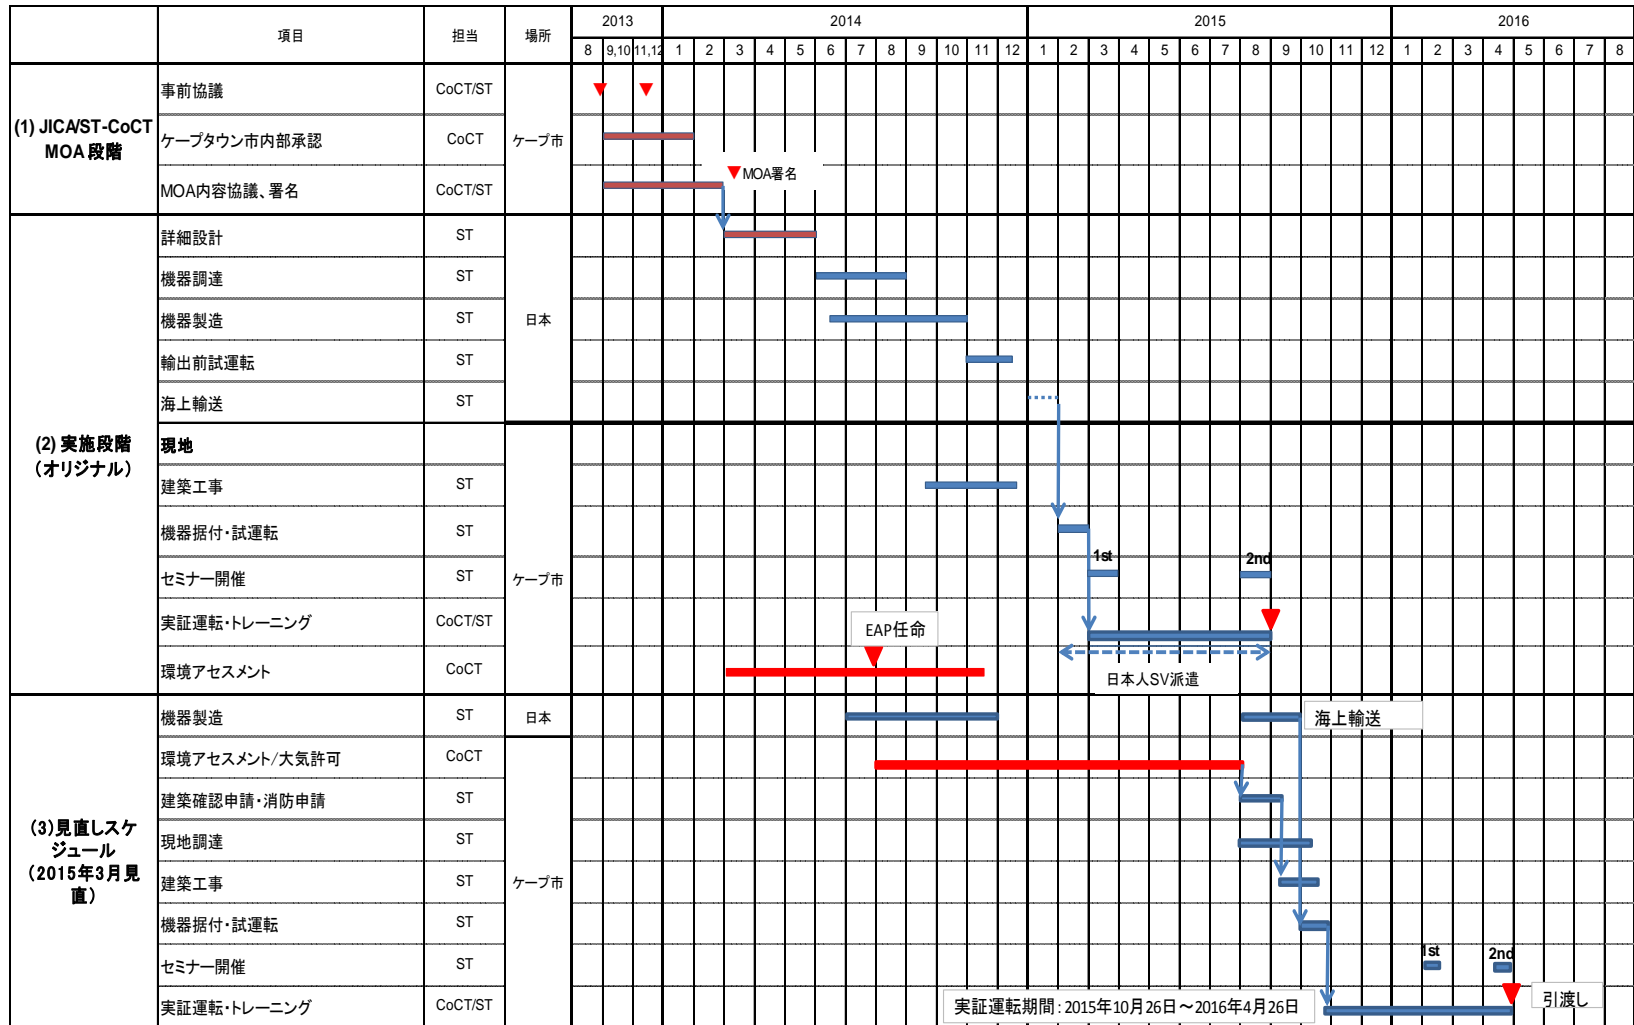 項目 担当 場所 2013 2014 2015 2016
8 9,10 11,12 1 2 3 4 5 6 7 8 9 10 11 12 1 2 3 4 5 6 7 8 9 10 11 12 1 2 3 4 5 6 7 8
(1) JICA/ST-CoCT
MOA 段階
事前協議 CoCT/ST
ケープタウン市内部承認 CoCT ケープ市
MOA内容協議、署名 CoCT/ST
MOA署名
(2) 実施段階
（オリジナル）
詳細設計 ST
機器調達 ST
機器製造 ST 日本
輸出前試運転 ST
海上輸送 ST
現地
建築工事 ST
機器据付・試運転 ST
セミナー開催 ST ケープ市
1st 2nd
実証運転・トレーニング CoCT/ST
EAP任命
環境アセスメント CoCT
日本人SV派遣
(3)見直しスケ
ジュール
（2015年3月見
直）
機器製造 ST 日本
海上輸送
環境アセスメント/大気許可 CoCT
建築確認申請・消防申請 ST
現地調達 ST
建築工事 ST ケープ市
機器据付・試運転 ST
セミナー開催 ST
1st 2nd
実証運転・トレーニング CoCT/ST
実証運転期間：2015年10月26日～2016年4月26日
引渡し